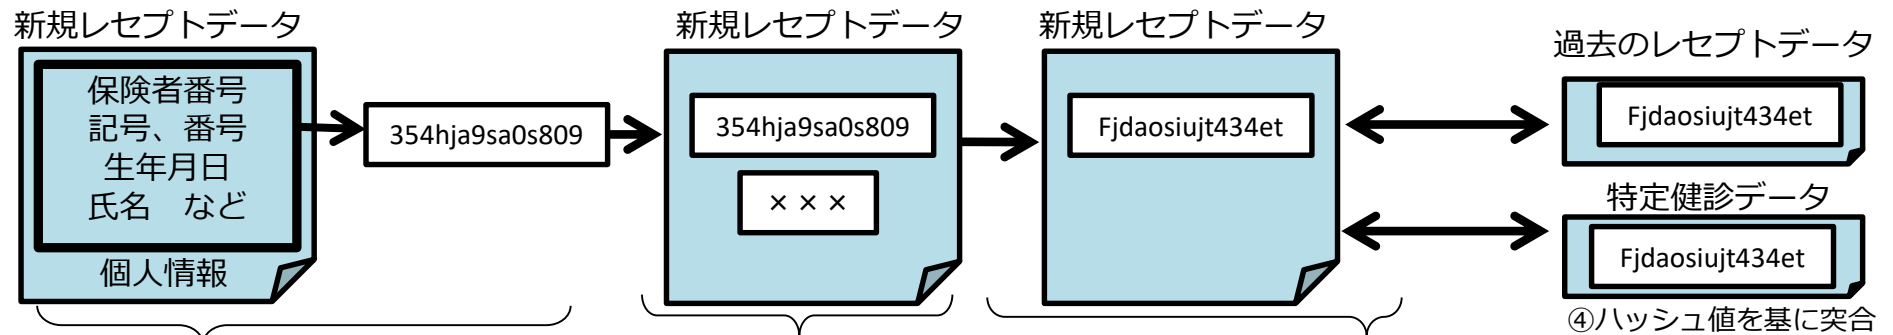 新規レセプトデータ
保険者番号
記号、番号
生年月日
氏名　など
個人情報
354hja9sa0s809
新規レセプトデータ
354hja9sa0s809
×××
新規レセプトデータ
Fjdaosiujt434et
過去のレセプトデータ
Fjdaosiujt434et
特定健診データ
Fjdaosiujt434et
④ハッシュ値を基に突合